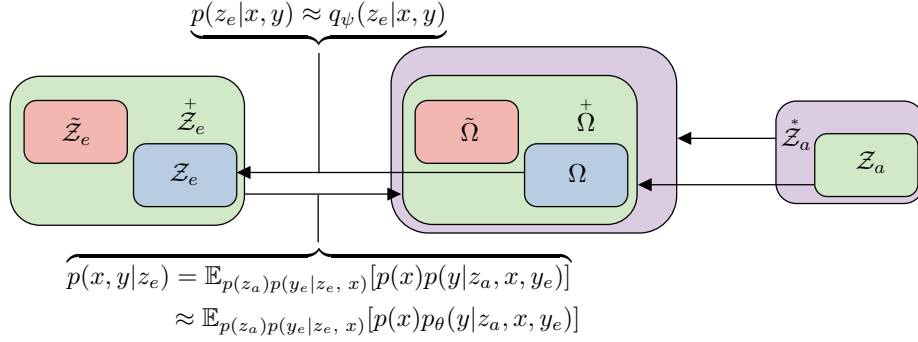 p(z_e|x, y) ≈ q_ψ(z_e|x, y)
𝒵̃_e
𝒵⁺_e
𝒵_e
Ω̃
Ω⁺
Ω
𝒵*_a
𝒵_a
p(x, y|z_e) = 𝔼_{p(z_a)p(y_e|z_e, x)}[p(x)p(y|z_a, x, y_e)]
≈ 𝔼_{p(z_a)p(y_e|z_e, x)}[p(x)p_θ(y|z_a, x, y_e)]